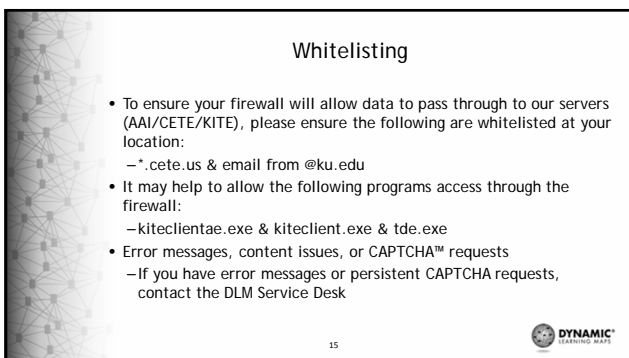 Whitelisting
• To ensure your firewall will allow data to pass through to our servers
(AAI/CETE/KITE), please ensure the following are whitelisted at your
location:
–*.cete.us & email from @ku.edu
• It may help to allow the following programs access through the
firewall:
–kiteclientae.exe & kiteclient.exe & tde.exe
• Error messages, content issues, or CAPTCHA™ requests
–If you have error messages or persistent CAPTCHA requests,
contact the DLM Service Desk
15
DYNAMIC®
LEARNING MAPS